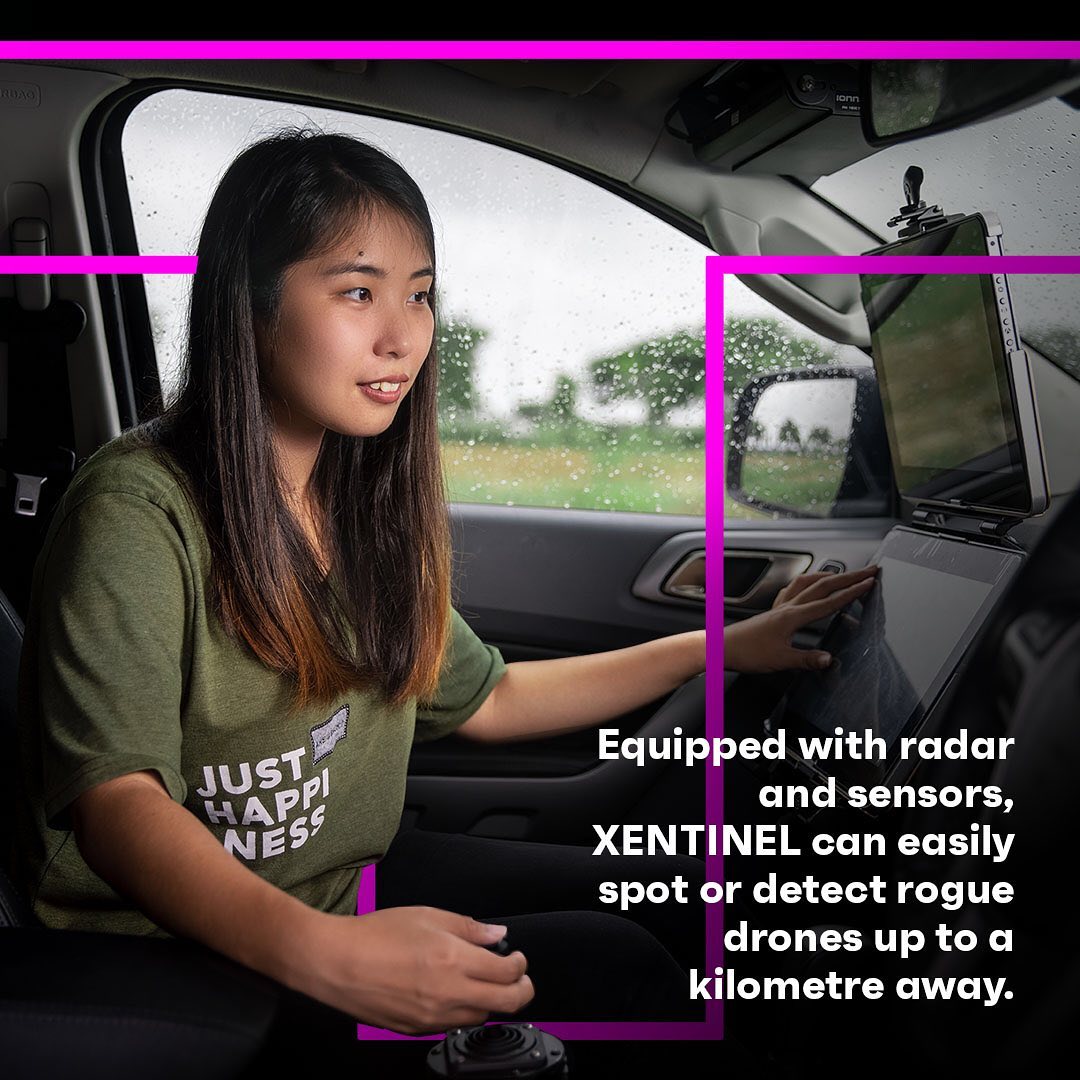 IONN
JUST
HAPPI
NESS
Equipped with radar
and sensors,
XENTINEL can easily
spot or detect rogue
drones up to a
kilometre away.